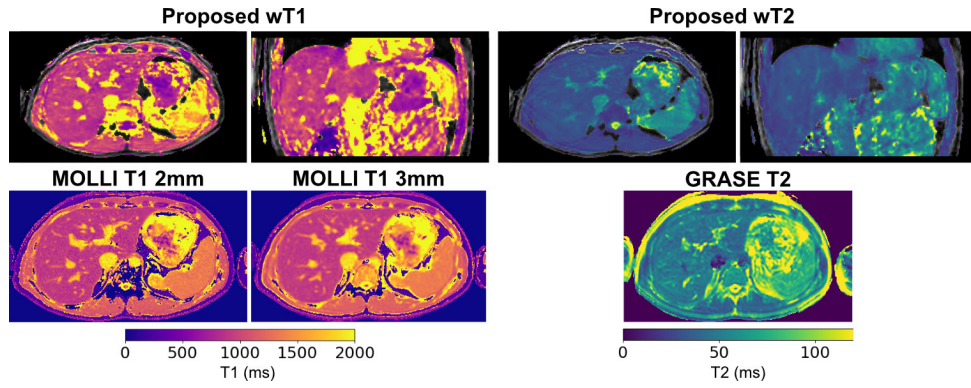 Proposed wT1
Proposed wT2
MOLLI T1 2mm
MOLLI T1 3mm
GRASE T2
0 500 1000 1500 2000
T1 (ms)
0 50 100
T2 (ms)